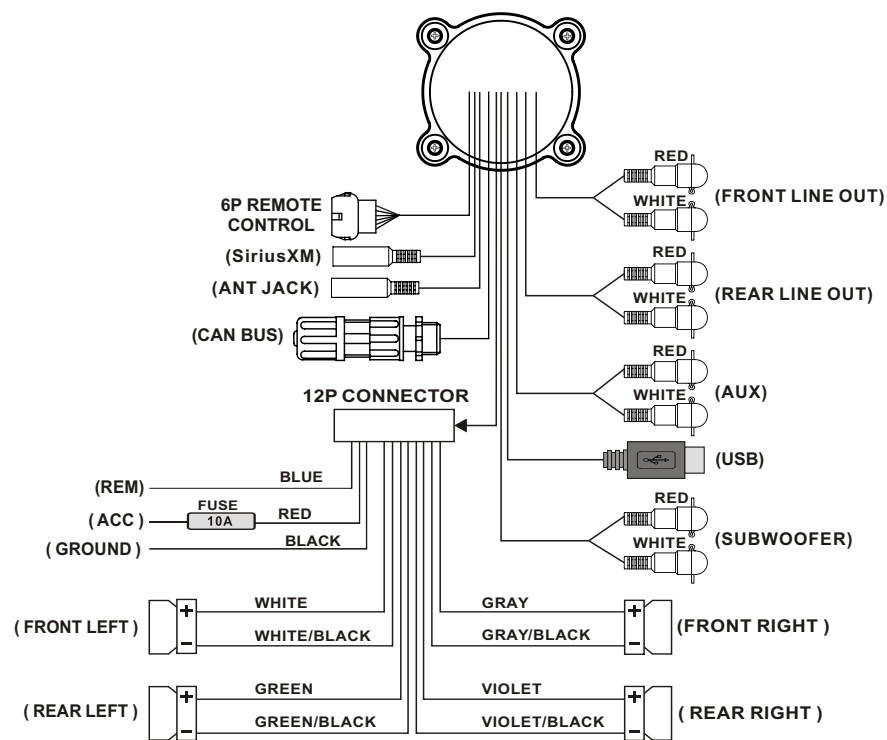 RED
WHITE
(FRONT LINE OUT)
6P REMOTE
CONTROL
(SiriusXM)
(ANT JACK)
RED
WHITE
(REAR LINE OUT)
(CAN BUS)
RED
WHITE
(AUX)
12P CONNECTOR
(USB)
(REM)
BLUE
(ACC)
FUSE
10A
RED
(GROUND)
BLACK
RED
WHITE
(SUBWOOFER)
(FRONT LEFT)
+
−
WHITE
WHITE/BLACK
GRAY
GRAY/BLACK
+
−
(FRONT RIGHT)
(REAR LEFT)
+
−
GREEN
GREEN/BLACK
VIOLET
VIOLET/BLACK
+
−
(REAR RIGHT)